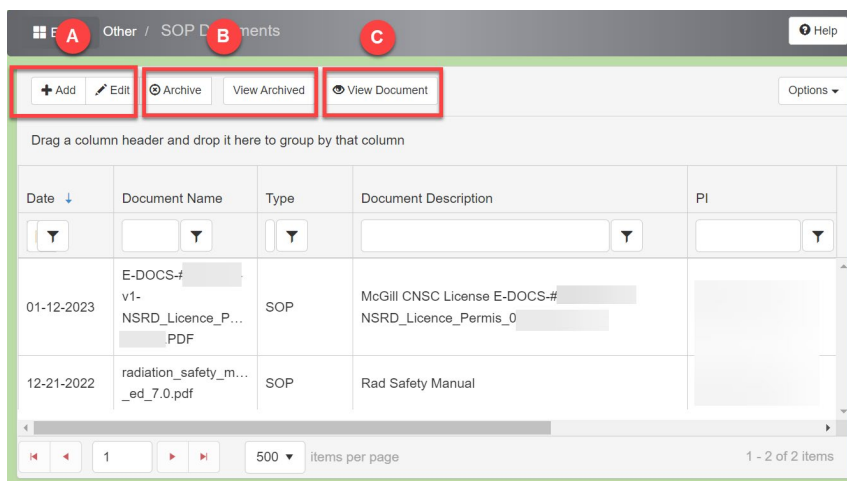 A B C
Other / SOP D ments
Help
Add Edit Archive View Archived View Document Options
Drag a column header and drop it here to group by that column
Date Document Name Type Document Description PI
E-DOCS-#
01-12-2023 v1- SOP McGill CNSC License E-DOCS-#
NSRD_Licence_P... NSRD_Licence_Permis_0
.PDF
12-21-2022 radiation_safety_m... SOP Rad Safety Manual
_ed_7.0.pdf
1 500 items per page 1 - 2 of 2 items